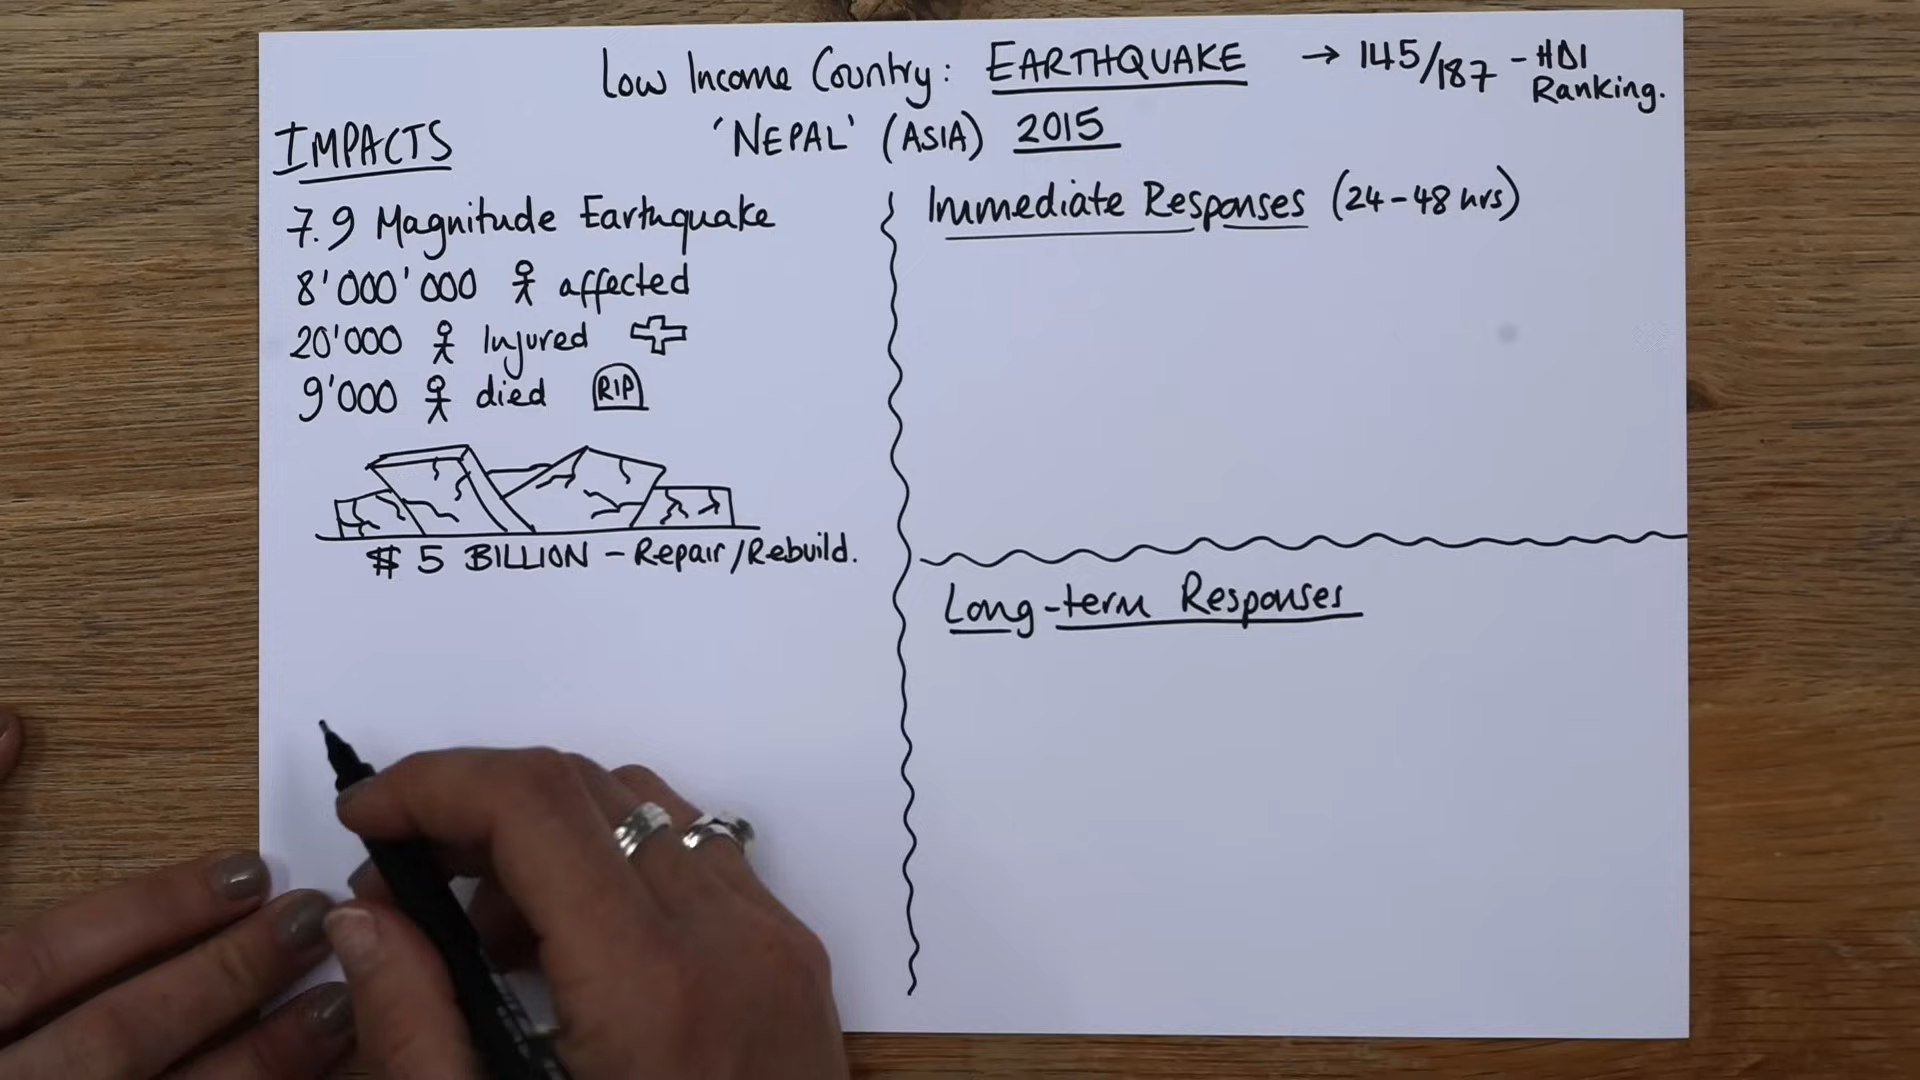 Low Income Country: EARTHQUAKE → 145/187 - HDI Ranking.
'NEPAL' (ASIA) 2015
IMPACTS
7.9 Magnitude Earthquake
8'000'000 affected
20'000 Injured
9'000 died RIP
$ 5 BILLION - Repair/Rebuild.
Immediate Responses (24-48 hrs)
Long-term Responses